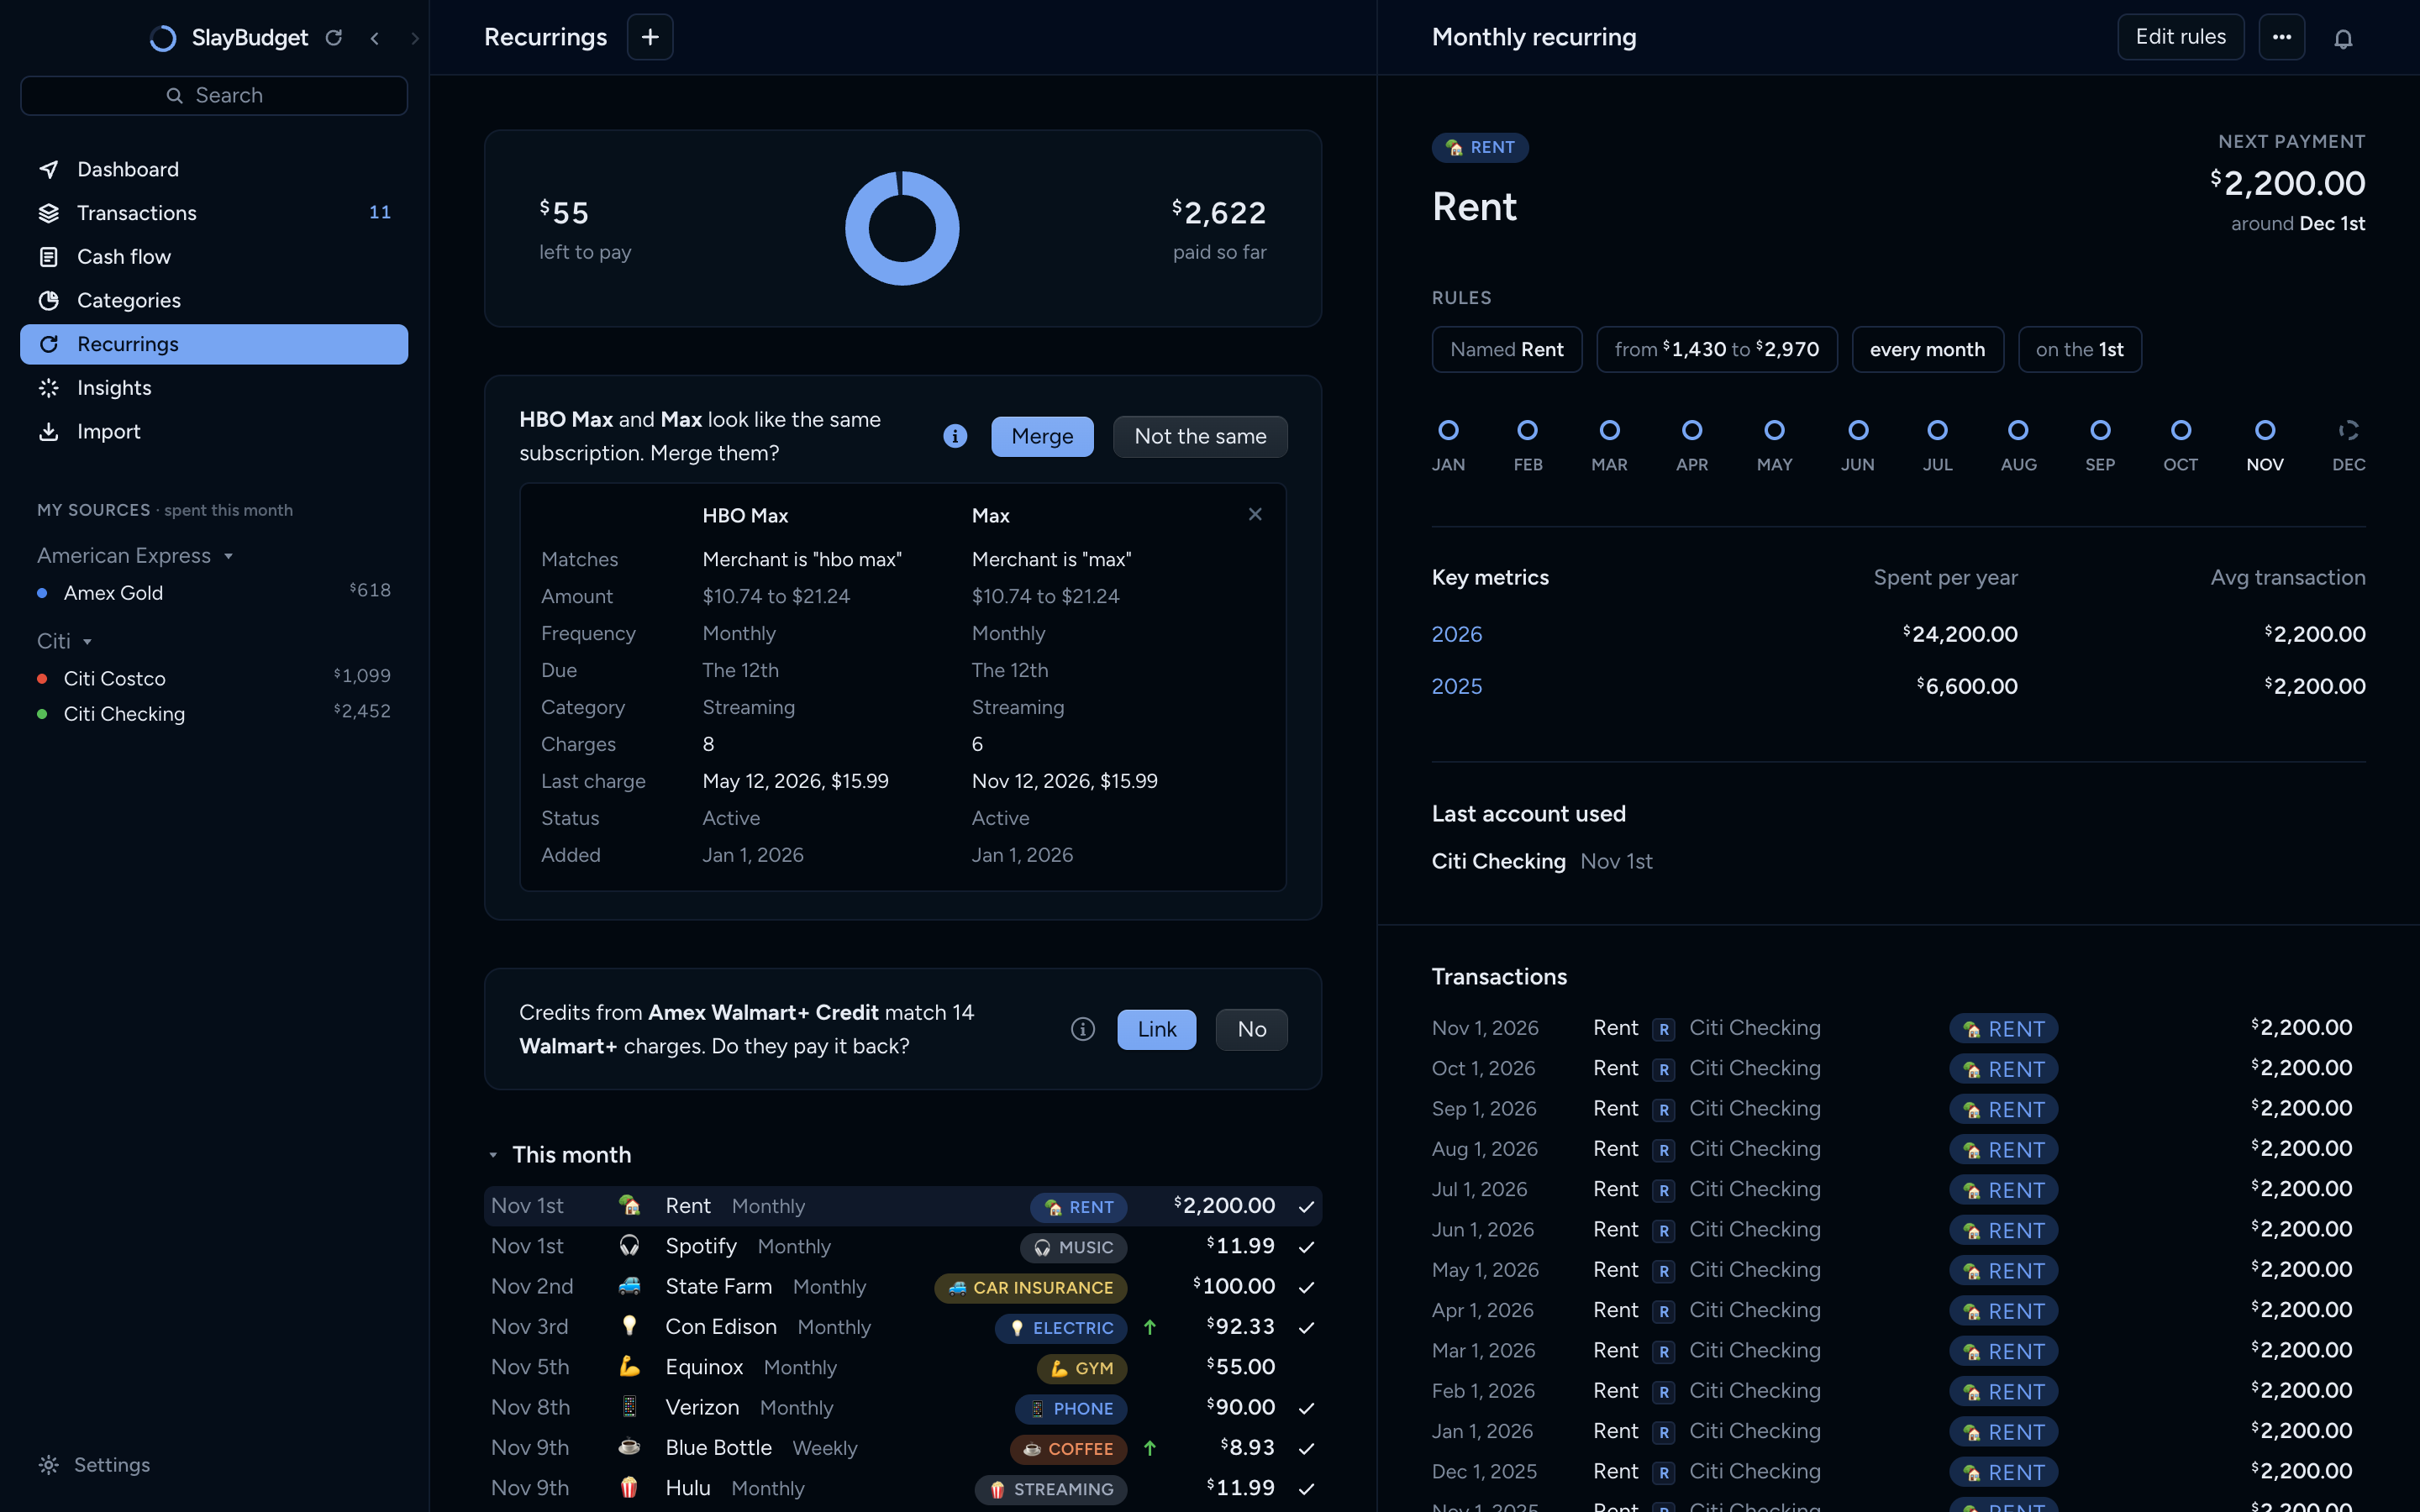 SlayBudget
Search
Dashboard
Transactions 11
Cash flow
Categories
Recurrings
Insights
Import
MY SOURCES · spent this month
American Express
Amex Gold $618
Citi
Citi Costco $1,099
Citi Checking $2,452
Settings
Recurrings +
$55
left to pay
$2,622
paid so far
HBO Max and Max look like the same
subscription. Merge them?
Merge
Not the same
HBO Max Max
Matches Merchant is "hbo max" Merchant is "max"
Amount $10.74 to $21.24 $10.74 to $21.24
Frequency Monthly Monthly
Due The 12th The 12th
Category Streaming Streaming
Charges 8 6
Last charge May 12, 2026, $15.99 Nov 12, 2026, $15.99
Status Active Active
Added Jan 1, 2026 Jan 1, 2026
Credits from Amex Walmart+ Credit match 14
Walmart+ charges. Do they pay it back?
Link
No
This month
Nov 1st Rent Monthly RENT $2,200.00
Nov 1st Spotify Monthly MUSIC $11.99
Nov 2nd State Farm Monthly CAR INSURANCE $100.00
Nov 3rd Con Edison Monthly ELECTRIC $92.33
Nov 5th Equinox Monthly GYM $55.00
Nov 8th Verizon Monthly PHONE $90.00
Nov 9th Blue Bottle Weekly COFFEE $8.93
Nov 9th Hulu Monthly STREAMING $11.99
Monthly recurring
Edit rules
RENT
Rent
NEXT PAYMENT
$2,200.00
around Dec 1st
RULES
Named Rent from $1,430 to $2,970 every month on the 1st
JAN FEB MAR APR MAY JUN JUL AUG SEP OCT NOV DEC
Key metrics Spent per year Avg transaction
2026 $24,200.00 $2,200.00
2025 $6,600.00 $2,200.00
Last account used
Citi Checking Nov 1st
Transactions
Nov 1, 2026 Rent R Citi Checking RENT $2,200.00
Oct 1, 2026 Rent R Citi Checking RENT $2,200.00
Sep 1, 2026 Rent R Citi Checking RENT $2,200.00
Aug 1, 2026 Rent R Citi Checking RENT $2,200.00
Jul 1, 2026 Rent R Citi Checking RENT $2,200.00
Jun 1, 2026 Rent R Citi Checking RENT $2,200.00
May 1, 2026 Rent R Citi Checking RENT $2,200.00
Apr 1, 2026 Rent R Citi Checking RENT $2,200.00
Mar 1, 2026 Rent R Citi Checking RENT $2,200.00
Feb 1, 2026 Rent R Citi Checking RENT $2,200.00
Jan 1, 2026 Rent R Citi Checking RENT $2,200.00
Dec 1, 2025 Rent R Citi Checking RENT $2,200.00
Nov 1, 2025 Rent R Citi Checking RENT $2,200.00